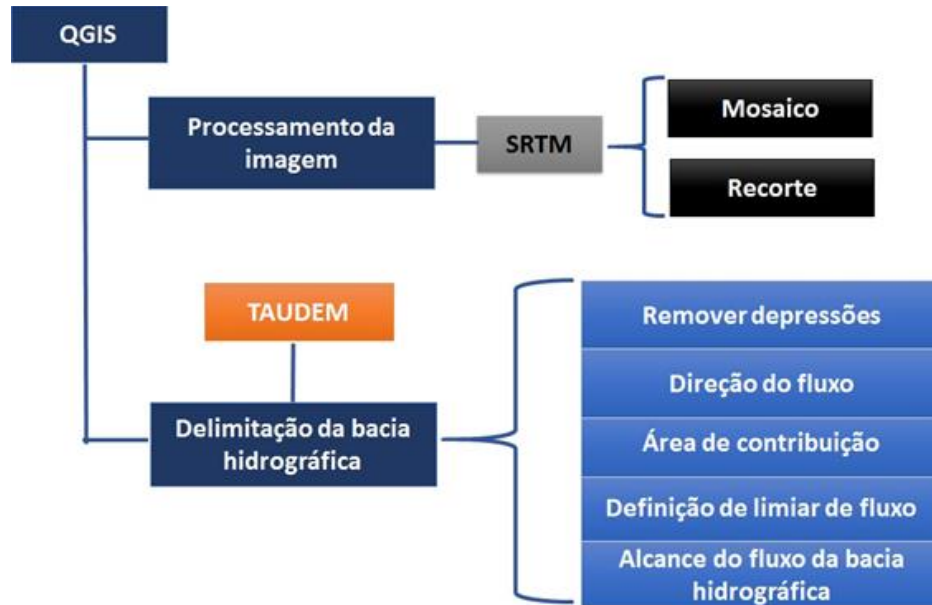 QGIS
Processamento da
imagem
SRTM
Mosaico
Recorte
TAUDEM
Delimitação da bacia
hidrográfica
Remover depressões
Direção do fluxo
Área de contribuição
Definição de limiar de fluxo
Alcance do fluxo da bacia
hidrográfica